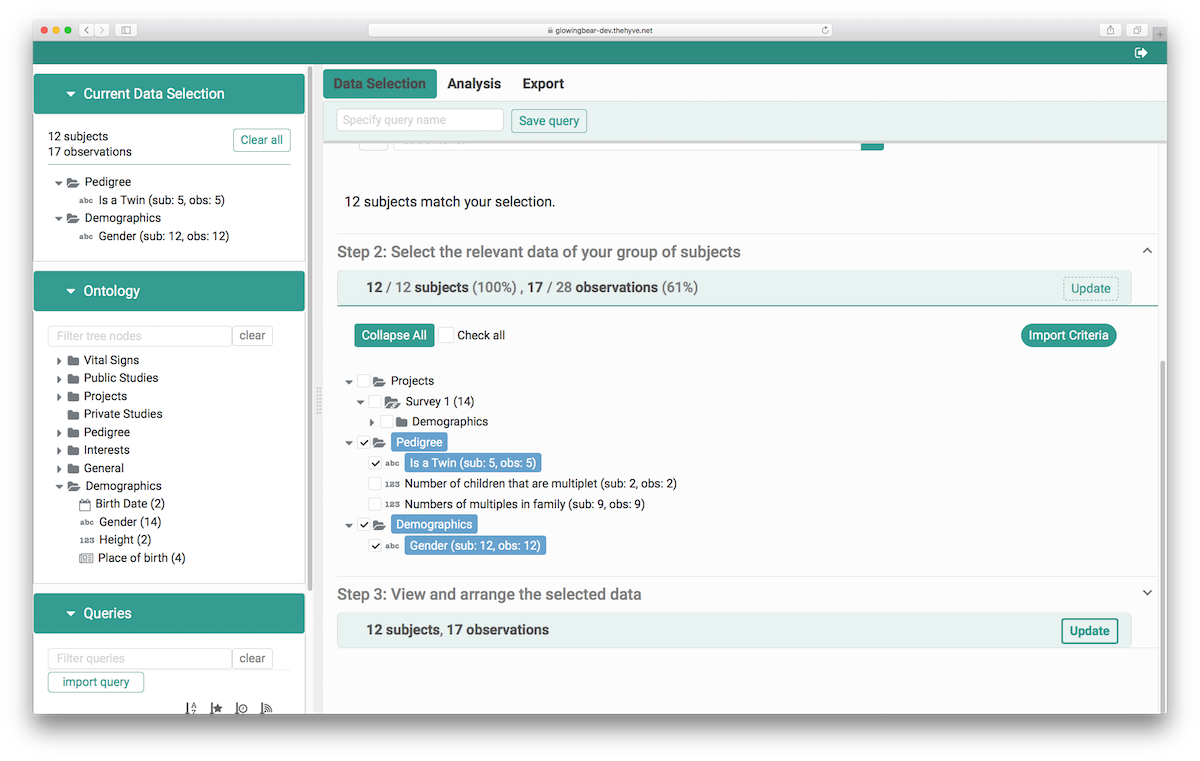 glowingbear-dev.thehyve.net
Current Data Selection
12 subjects
17 observations
Clear all
Pedigree
abc Is a Twin (sub: 5, obs: 5)
Demographics
abc Gender (sub: 12, obs: 12)
Ontology
Filter tree nodes
clear
Vital Signs
Public Studies
Projects
Private Studies
Pedigree
Interests
General
Demographics
Birth Date (2)
abc Gender (14)
123 Height (2)
Place of birth (4)
Queries
Filter queries
clear
import query
Data Selection Analysis Export
Specify query name
Save query
12 subjects match your selection.
Step 2: Select the relevant data of your group of subjects
12 / 12 subjects (100%) , 17 / 28 observations (61%)
Update
Collapse All
Check all
Import Criteria
Projects
Survey 1 (14)
Demographics
Pedigree
abc Is a Twin (sub: 5, obs: 5)
123 Number of children that are multiplet (sub: 2, obs: 2)
123 Numbers of multiples in family (sub: 9, obs: 9)
Demographics
abc Gender (sub: 12, obs: 12)
Step 3: View and arrange the selected data
12 subjects, 17 observations
Update